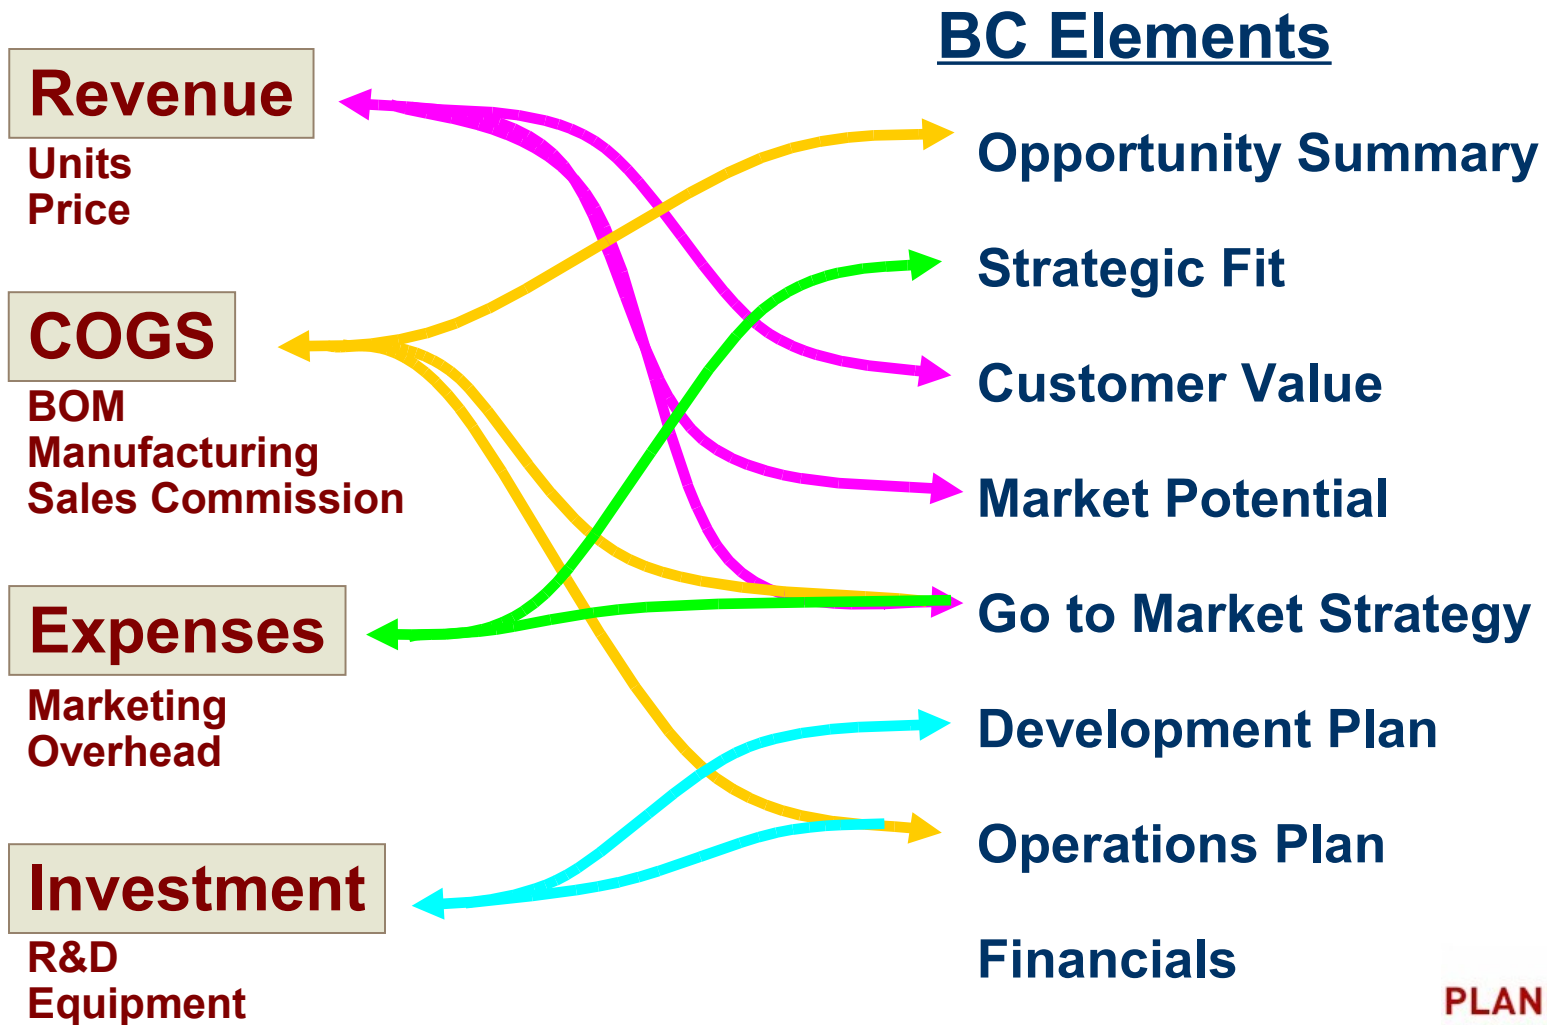 BC Elements
Revenue
Units
Price
COGS
BOM
Manufacturing
Sales Commission
Expenses
Marketing
Overhead
Investment
R&D
Equipment
Opportunity Summary
Strategic Fit
Customer Value
Market Potential
Go to Market Strategy
Development Plan
Operations Plan
Financials
PLAN